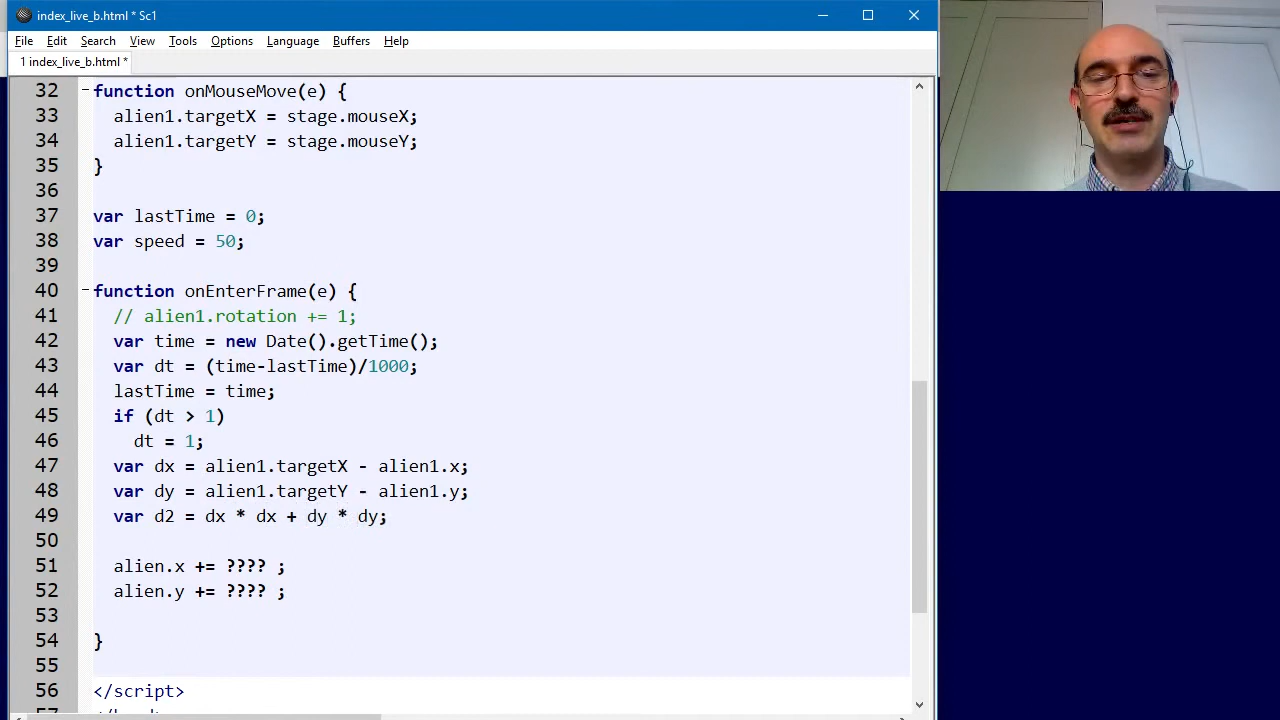 index_live_b.html * Sc1
File Edit Search View Tools Options Language Buffers Help
1 index_live_b.html *
32 function onMouseMove(e) {
33 alien1.targetX = stage.mouseX;
34 alien1.targetY = stage.mouseY;
35 }
36
37 var lastTime = 0;
38 var speed = 50;
39
40 function onEnterFrame(e) {
41 // alien1.rotation += 1;
42 var time = new Date().getTime();
43 var dt = (time-lastTime)/1000;
44 lastTime = time;
45 if (dt > 1)
46 dt = 1;
47 var dx = alien1.targetX - alien1.x;
48 var dy = alien1.targetY - alien1.y;
49 var d2 = dx * dx + dy * dy;
50
51 alien.x += ???? ;
52 alien.y += ???? ;
53
54 }
55
56 </script>